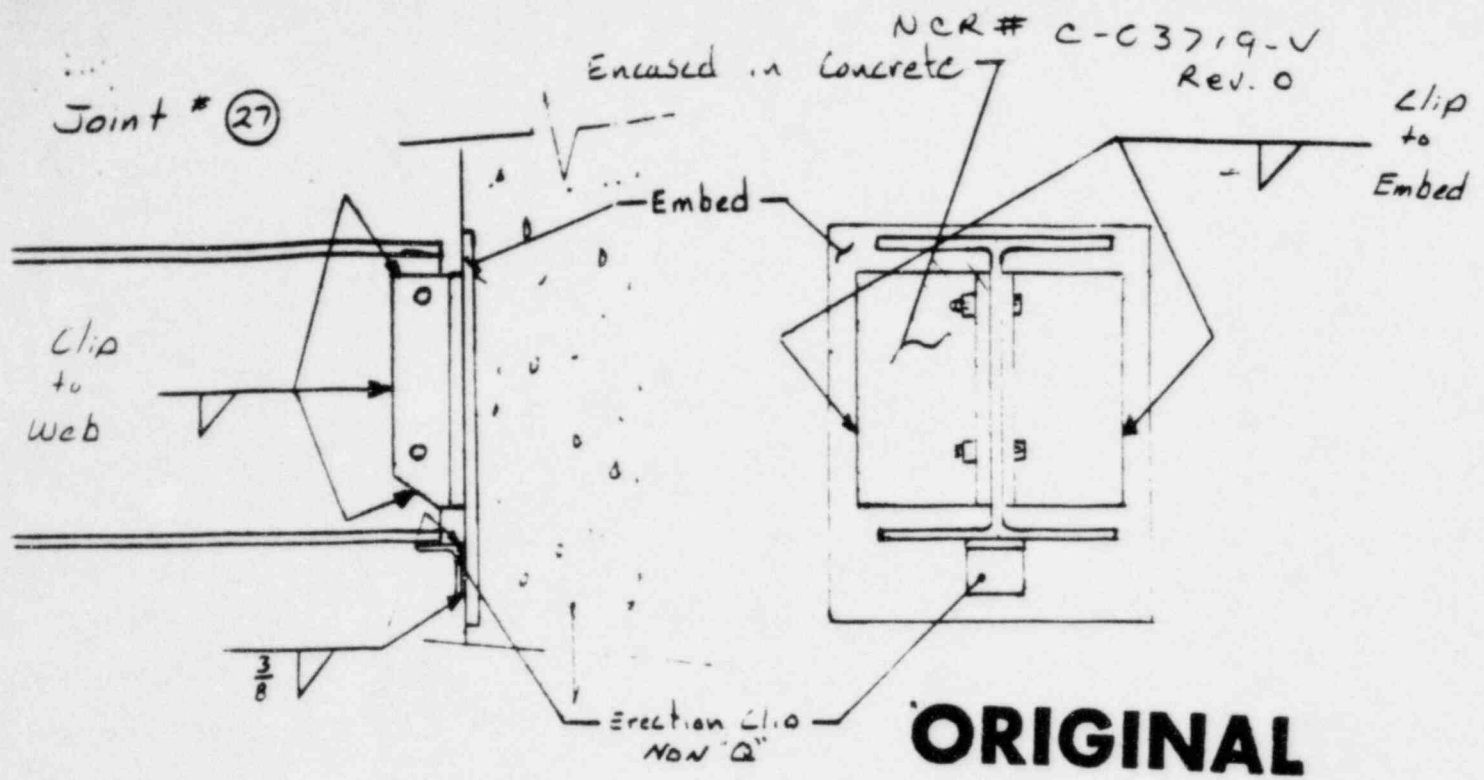 NCR# C-C3719-V
Rev. 0
Encased in Concrete
Joint # 27
Clip
to
Embed
Embed
Clip
to
Web
3/8
Erection Clip
NON "Q"
ORIGINAL